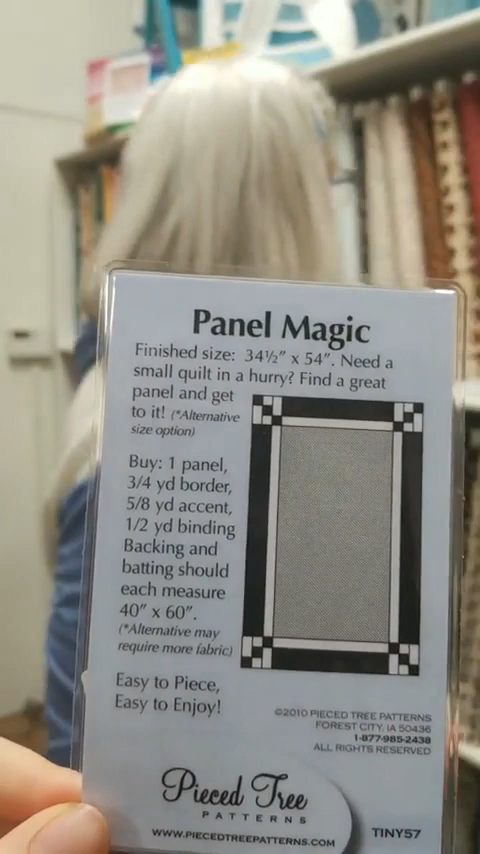 Panel Magic
Finished size: 34½" x 54". Need a
small quilt in a hurry? Find a great
panel and get
to it! (*Alternative
size option)
Buy: 1 panel,
3/4 yd border,
5/8 yd accent,
1/2 yd binding
Backing and
batting should
each measure
40" x 60".
(*Alternative may
require more fabric)
Easy to Piece,
Easy to Enjoy!
©2010 PIECED TREE PATTERNS
FOREST CITY, IA 50436
1-877-985-2438
ALL RIGHTS RESERVED
Pieced Tree
PATTERNS
WWW.PIECEDTREEPATTERNS.COM
TINY57